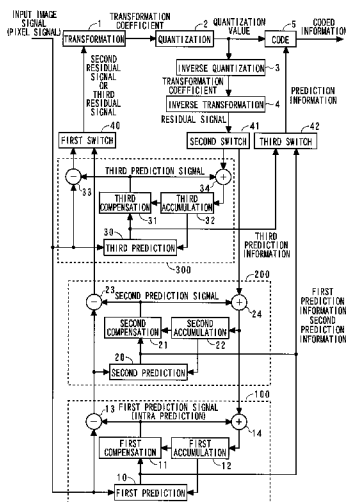 INPUT IMAGE
SIGNAL
(PIXEL SIGNAL)
TRANSFORMATION
COEFFICIENT
QUANTIZATION
VALUE
CODED
INFORMATION
1
2
5
TRANSFORMATION
QUANTIZATION
CODE
INVERSE QUANTIZATION
3
TRANSFORMATION
COEFFICIENT
INVERSE TRANSFORMATION
4
RESIDUAL SIGNAL
SECOND
RESIDUAL
SIGNAL
OR
THIRD
RESIDUAL
SIGNAL
PREDICTION
INFORMATION
40
41
42
FIRST SWITCH
SECOND SWITCH
THIRD SWITCH
THIRD PREDICTION SIGNAL
33
34
THIRD
COMPENSATION
THIRD
ACCUMULATION
31
32
30
THIRD PREDICTION
300
THIRD
PREDICTION
INFORMATION
200
23
SECOND PREDICTION SIGNAL
24
SECOND
COMPENSATION
SECOND
ACCUMULATION
21
22
20
SECOND PREDICTION
FIRST
PREDICTION
INFORMATION
SECOND
PREDICTION
INFORMATION
100
13
FIRST PREDICTION SIGNAL
(INTRA PREDICTION)
14
FIRST
COMPENSATION
FIRST
ACCUMULATION
11
12
10
FIRST PREDICTION